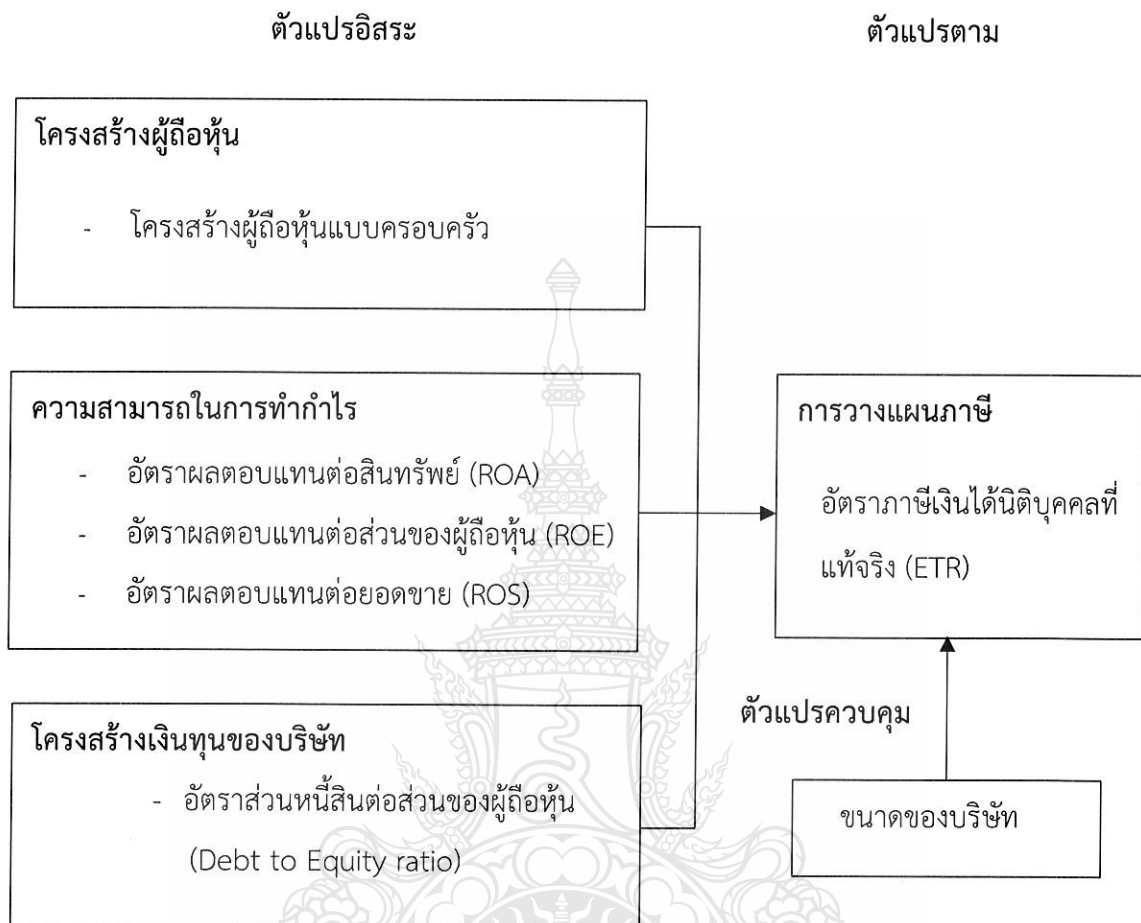 ตัวแปรอิสระ
ตัวแปรตาม
โครงสร้างผู้ถือหุ้น
- โครงสร้างผู้ถือหุ้นแบบครอบครัว
ความสามารถในการทำกำไร
- อัตราผลตอบแทนต่อสินทรัพย์ (ROA)
- อัตราผลตอบแทนต่อส่วนของผู้ถือหุ้น (ROE)
- อัตราผลตอบแทนต่อยอดขาย (ROS)
การวางแผนภาษี
อัตราภาษีเงินได้นิติบุคคลที่
แท้จริง (ETR)
โครงสร้างเงินทุนของบริษัท
- อัตราส่วนหนี้สินต่อส่วนของผู้ถือหุ้น
(Debt to Equity ratio)
ตัวแปรควบคุม
ขนาดของบริษัท